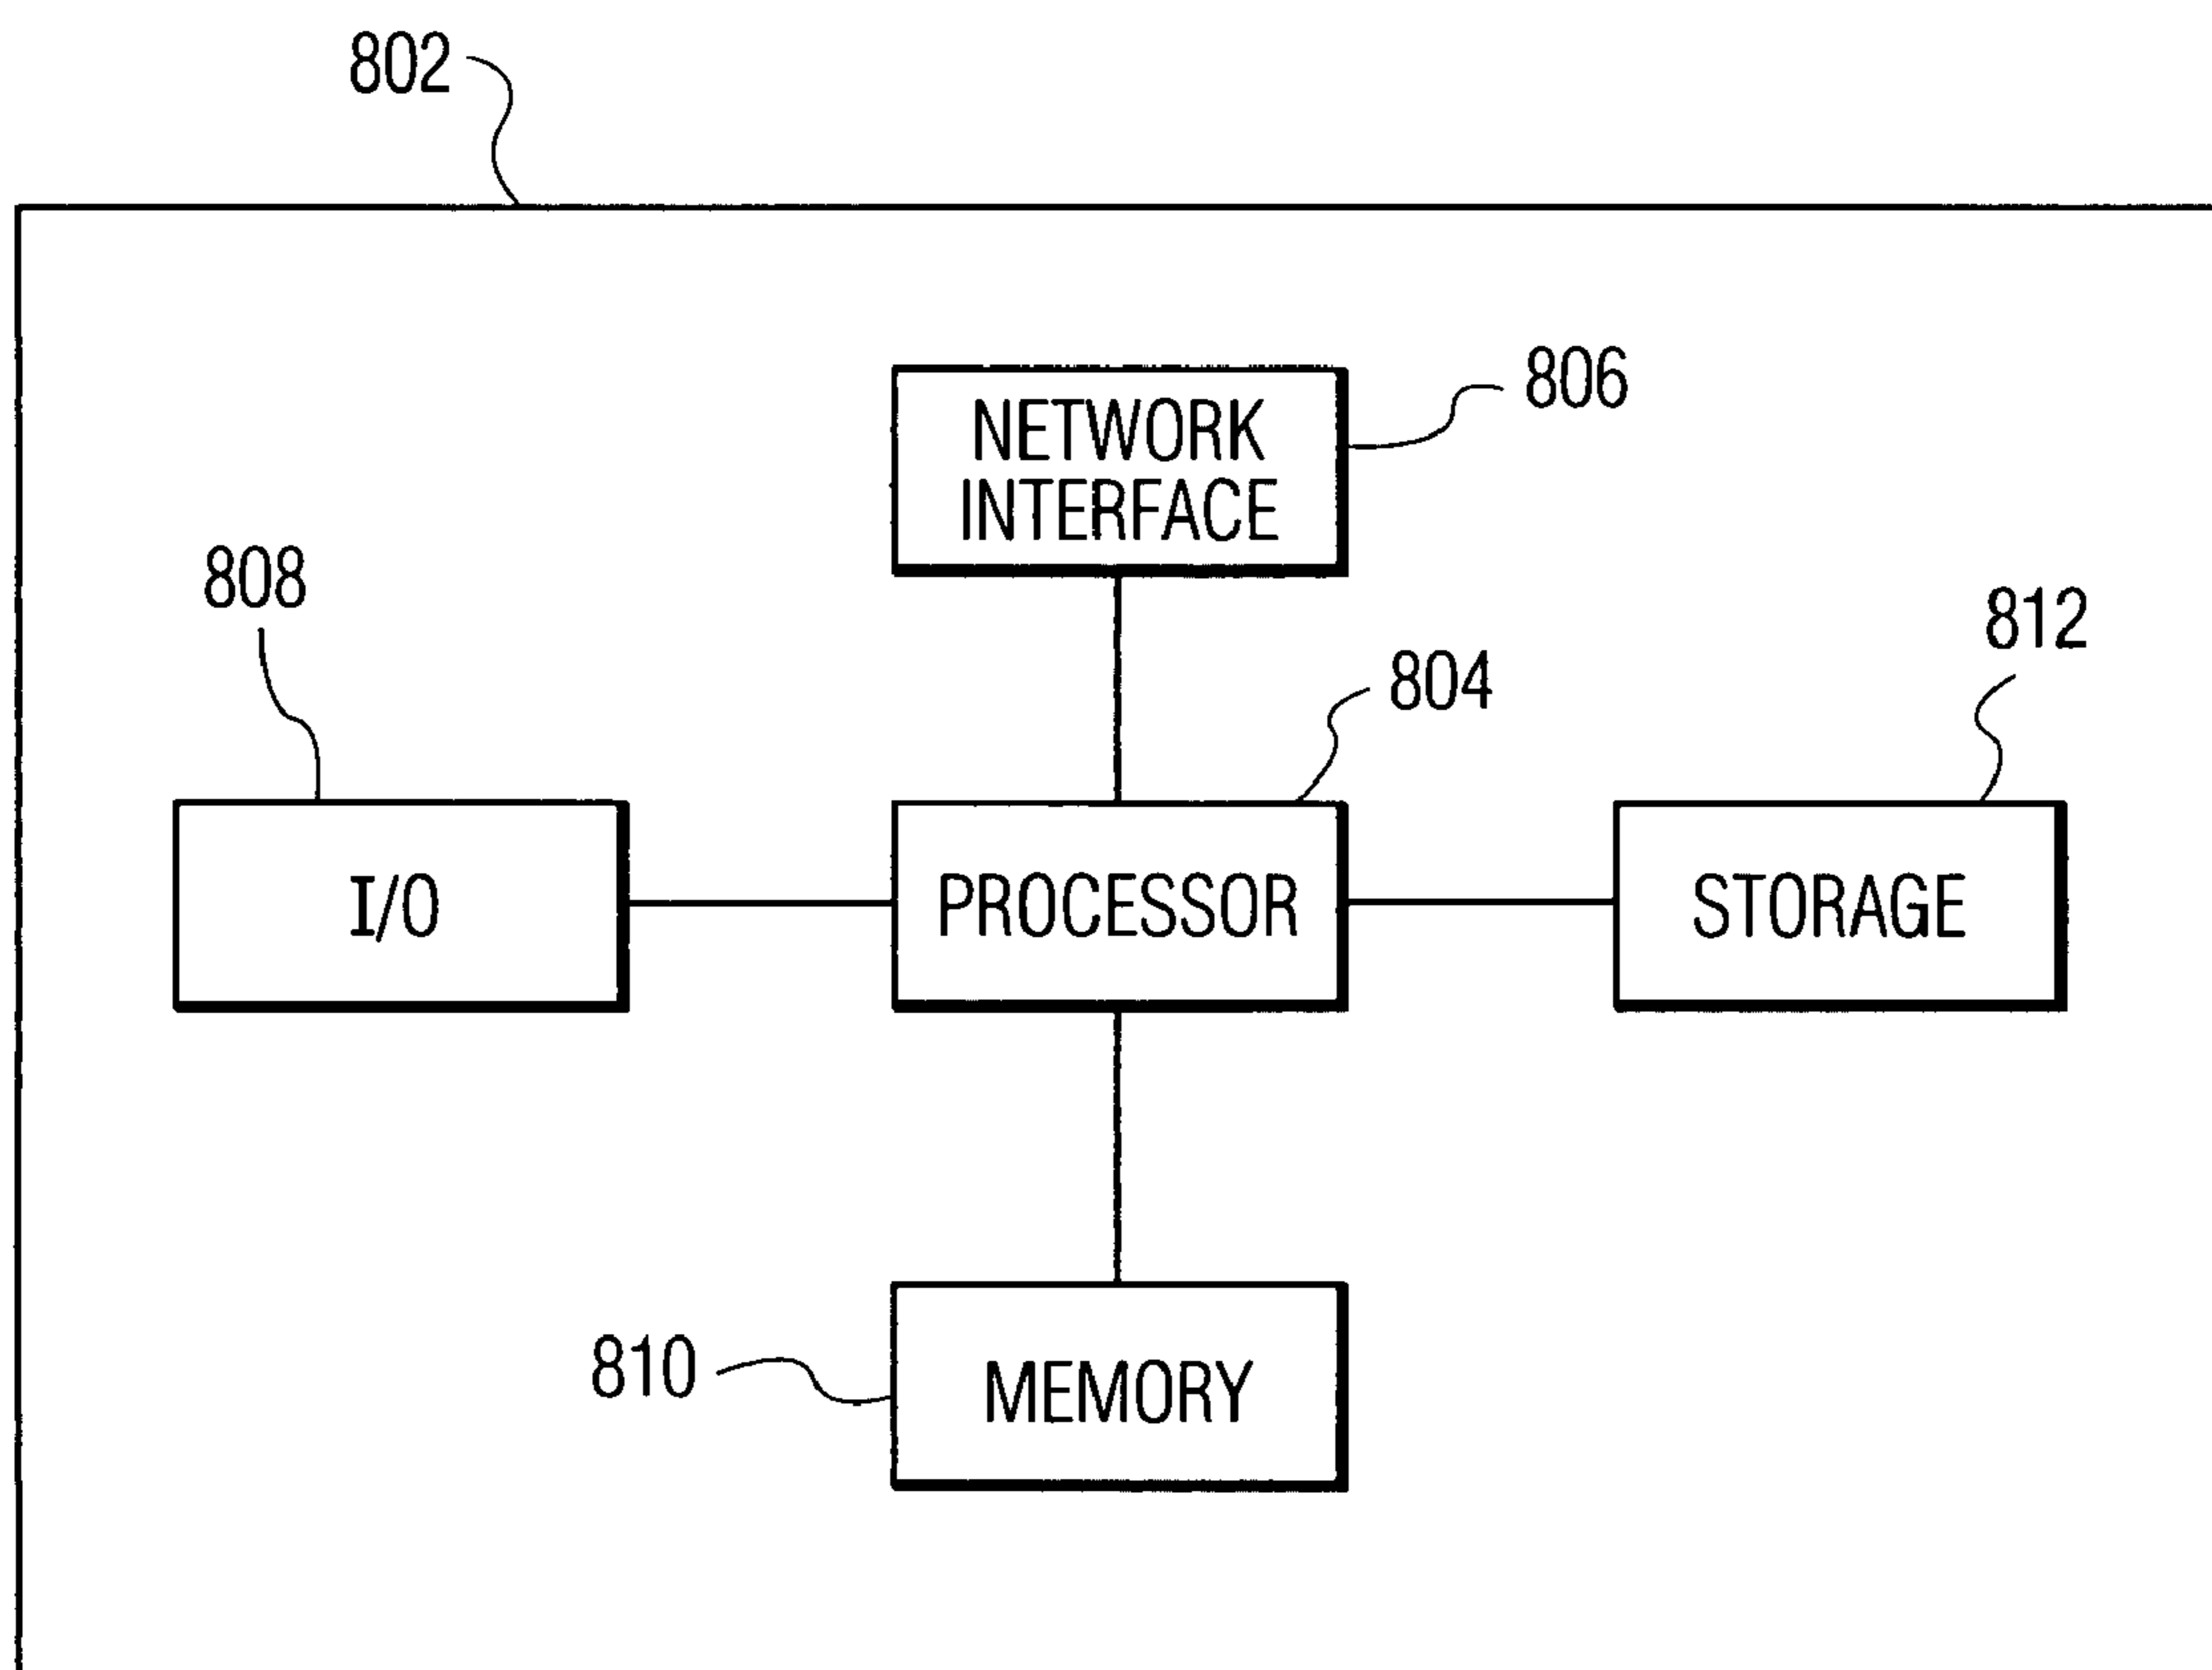 802
NETWORK
INTERFACE
806
808
812
804
I/O
PROCESSOR
STORAGE
810
MEMORY